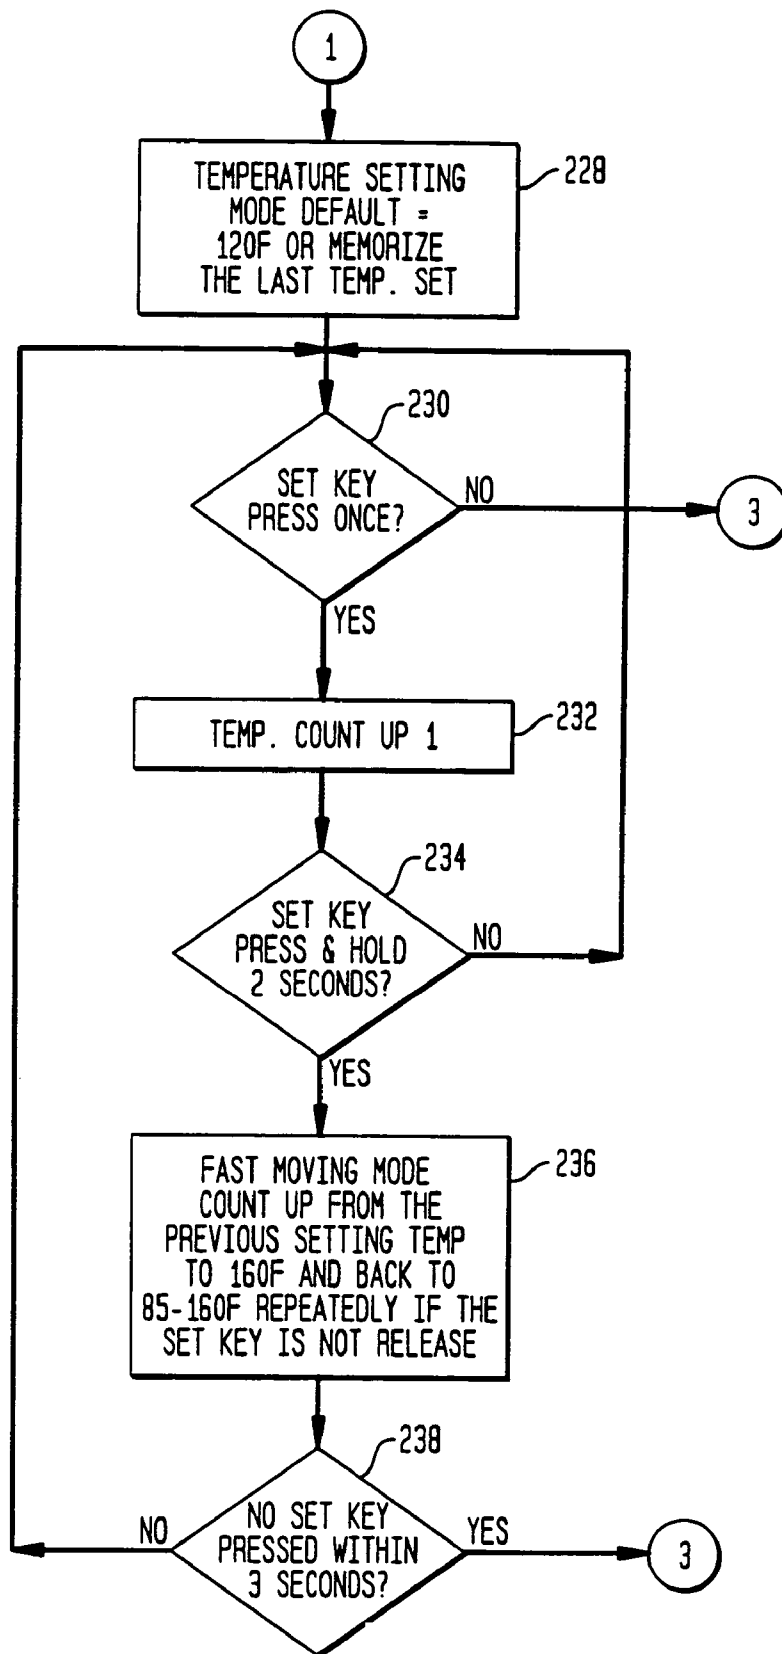 1
TEMPERATURE SETTING
MODE DEFAULT =
120F OR MEMORIZE
THE LAST TEMP. SET
228
230
SET KEY
PRESS ONCE?
NO
3
YES
TEMP. COUNT UP 1
232
234
SET KEY
PRESS & HOLD
2 SECONDS?
NO
YES
FAST MOVING MODE
COUNT UP FROM THE
PREVIOUS SETTING TEMP
TO 160F AND BACK TO
85-160F REPEATEDLY IF THE
SET KEY IS NOT RELEASE
236
238
NO SET KEY
PRESSED WITHIN
3 SECONDS?
NO
YES
3